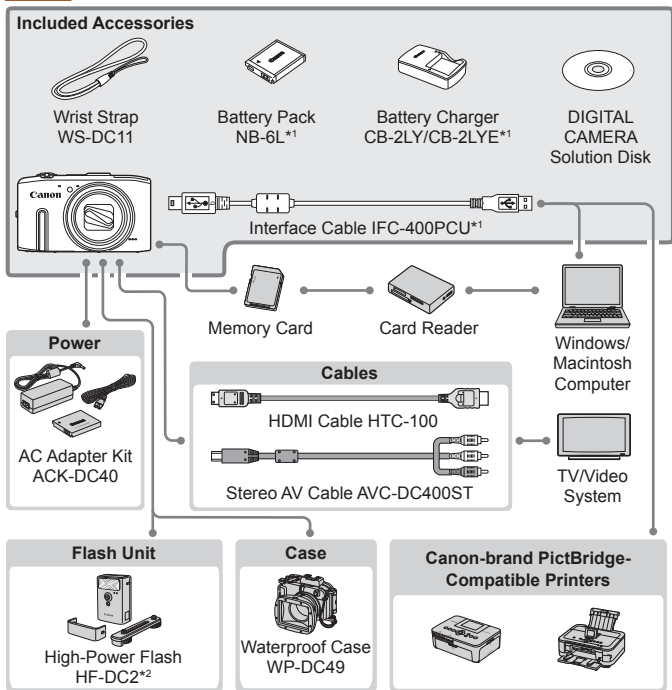 Included Accessories
Wrist Strap
WS-DC11
Battery Pack
NB-6L*1
Battery Charger
CB-2LY/CB-2LYE*1
DIGITAL
CAMERA
Solution Disk
Canon
Interface Cable IFC-400PCU*1
Memory Card
Card Reader
Windows/
Macintosh
Computer
Power
AC Adapter Kit
ACK-DC40
Cables
HDMI Cable HTC-100
Stereo AV Cable AVC-DC400ST
TV/Video
System
Flash Unit
High-Power Flash
HF-DC2*2
Case
Waterproof Case
WP-DC49
Canon-brand PictBridge-
Compatible Printers